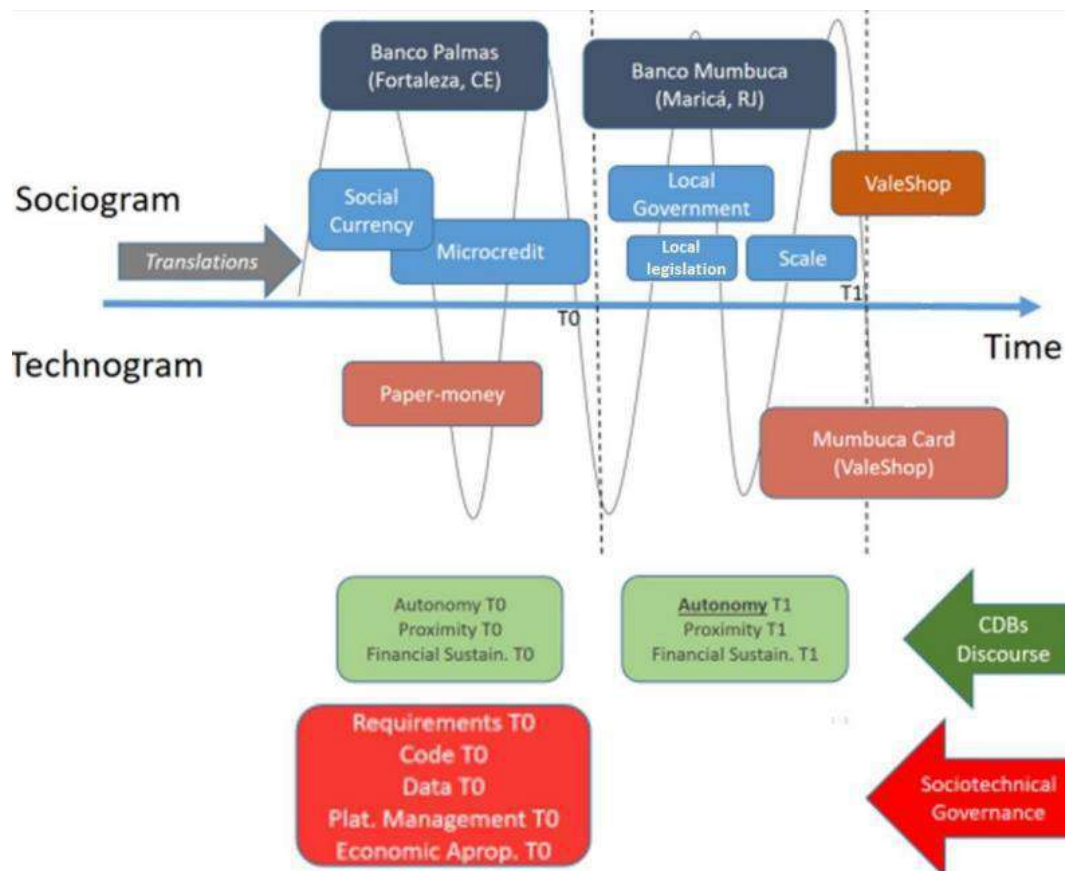 Banco Palmas
(Fortaleza, CE)
Banco Mumbuca
(Maricá, RJ)
Sociogram
Translations
Social
Currency
Microcredit
Local
Government
Local
legislation
Scale
ValeShop
T0
T1
Time
Technogram
Paper-money
Mumbuca Card
(ValeShop)
Autonomy T0
Proximity T0
Financial Sustain. T0
Autonomy T1
Proximity T1
Financial Sustain. T1
CDBs
Discourse
Requirements T0
Code T0
Data T0
Plat. Management T0
Economic Aprop. T0
Sociotechnical
Governance